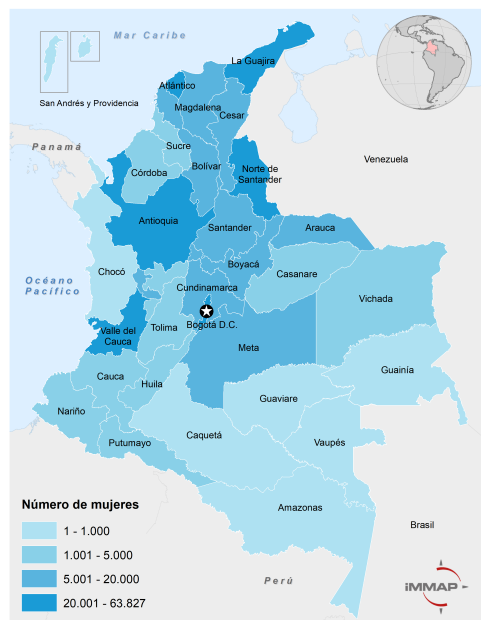 Mar Caribe
La Guajira
Atlántico
San Andrés y Providencia
Magdalena
Cesar
Panamá
Sucre
Venezuela
Córdoba
Bolívar
Norte de
Santander
Antioquia
Santander
Arauca
Chocó
Boyacá
Casanare
Océano
Pacífico
Cundinamarca
Vichada
Bogotá D.C.
Valle del
Cauca
Tolima
Meta
Guainía
Cauca
Huila
Guaviare
Nariño
Putumayo
Caquetá
Vaupés
Amazonas
Brasil
Perú
Número de mujeres
1 - 1.000
1.001 - 5.000
5.001 - 20.000
20.001 - 63.827
iMMAP